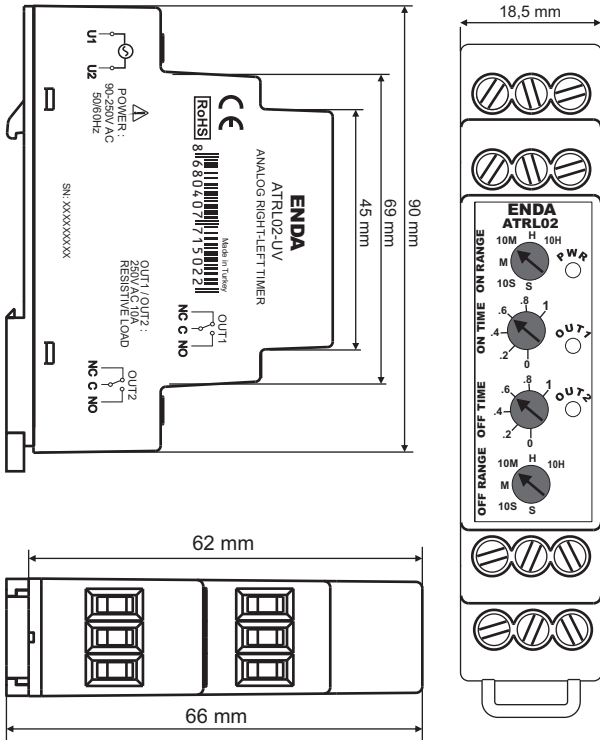 U1
U2
POWER :
90-250V AC
50/60Hz
SN: XXXXXXXXX
RoHS
8 680407 715022
Made in Turkey
ENDA
ATRL02-UV
ANALOG RIGHT-LEFT TIMER
OUT1 / OUT2 :
250V AC 10A
RESISTIVE LOAD
OUT1
NC C NO
OUT2
NC C NO
45 mm
69 mm
90 mm
18,5 mm
ENDA
ATRL02
ON RANGE
10M H 10H
M
10S S
PWR
ON TIME
.8 1
.6
.4
.2
0
OUT1
OFF TIME
.8 1
.6
.4
.2
0
OUT2
OFF RANGE
10M H 10H
M
10S S
62 mm
66 mm